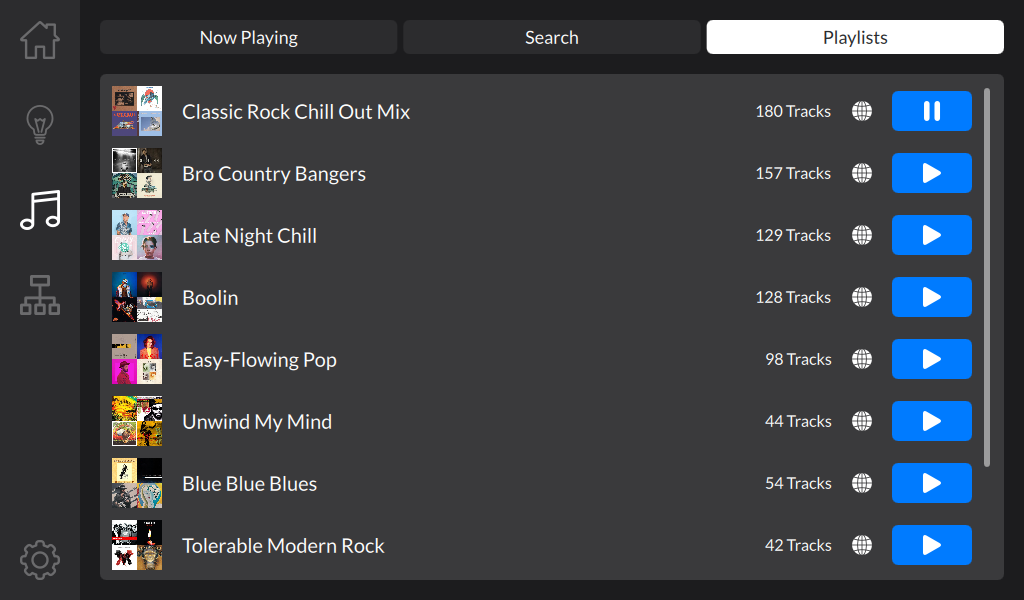 Now Playing
Search
Playlists
Classic Rock Chill Out Mix 180 Tracks
Bro Country Bangers 157 Tracks
Late Night Chill 129 Tracks
Boolin 128 Tracks
Easy-Flowing Pop 98 Tracks
Unwind My Mind 44 Tracks
Blue Blue Blues 54 Tracks
Tolerable Modern Rock 42 Tracks